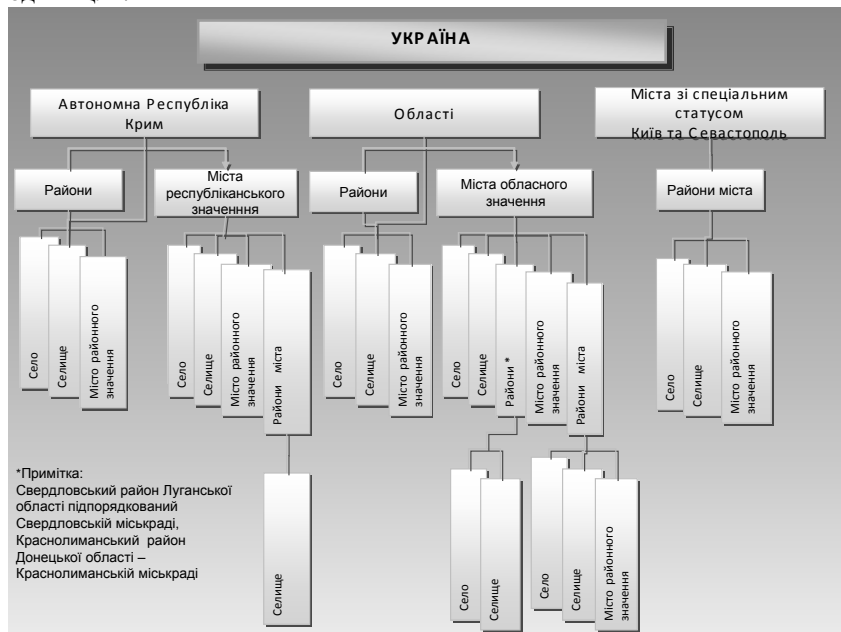 УКРАЇНА
Автономна Республіка
Крим
Області
Міста зі спеціальним
статусом
Київ та Севастополь
Райони
Міста
республіканського
значенння
Райони
Міста обласного
значення
Райони міста
Село
Селище
Місто районного
значення
Село
Селище
Місто районного
значення
Райони міста
Село
Селище
Місто районного
значення
Село
Селище
Райони *
Місто районного
значення
Райони міста
Село
Селище
Місто районного
значення
*Примітка:
Свердловський район Луганської
області підпорядкований
Свердловській міськраді,
Краснолиманський район
Донецької області –
Краснолиманській міськраді
Селище
Село
Селище
Село
Селище
Місто районного
значення